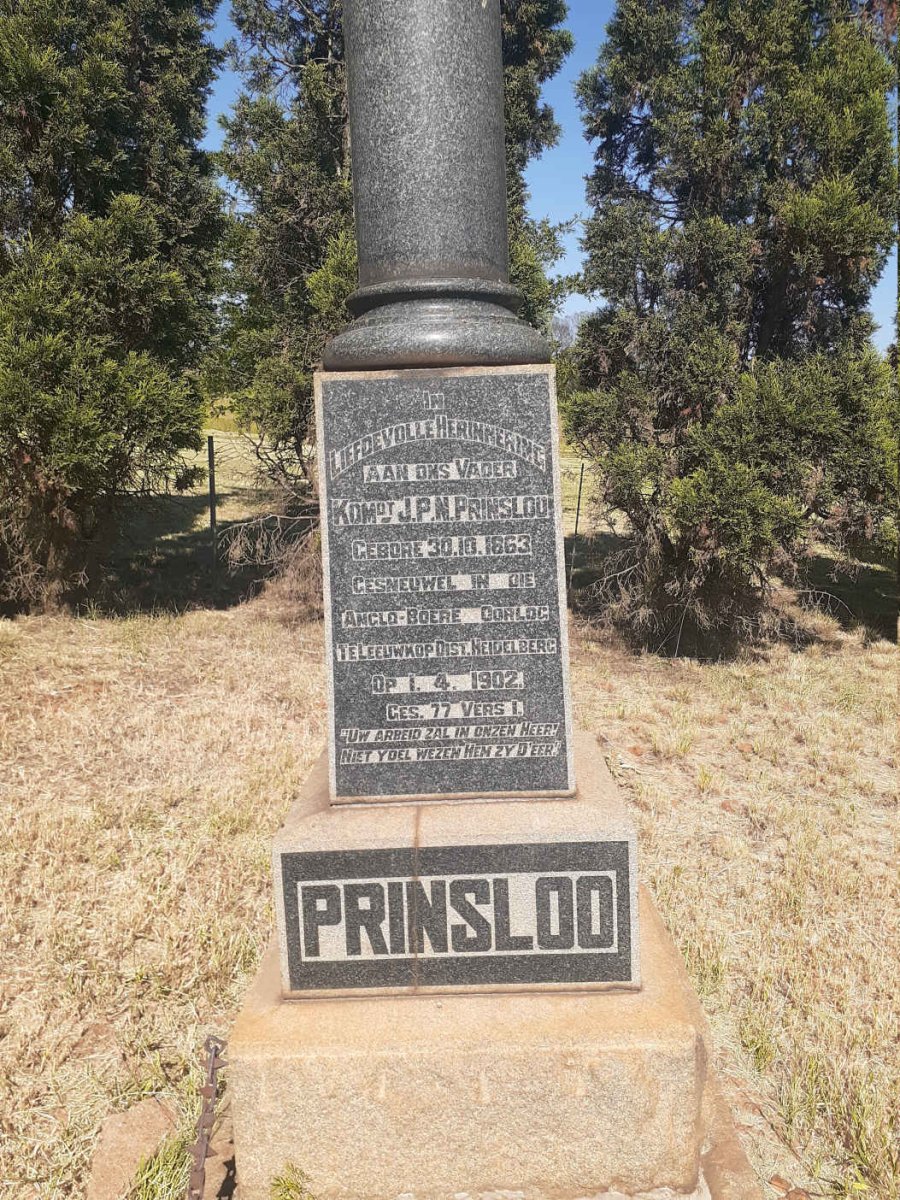 IN
LIEFDEVOLLE HERINNERING.
AAN ONS VADER
KOMDT J.P.N. PRINSLOO
GEBORE 30.10.1863
GESNEUWEL IN DIE
ANGLO-BOERE OORLOG
TE LEEUWKOP DIST. HEIDELBERG
OP 1. 4. 1902.
GES. 77 VERS 1.
"UW ARBEID ZAL IN ONZEN HEER!
NIET YDEL WEZEN HEM ZY D'EER"
PRINSLOO